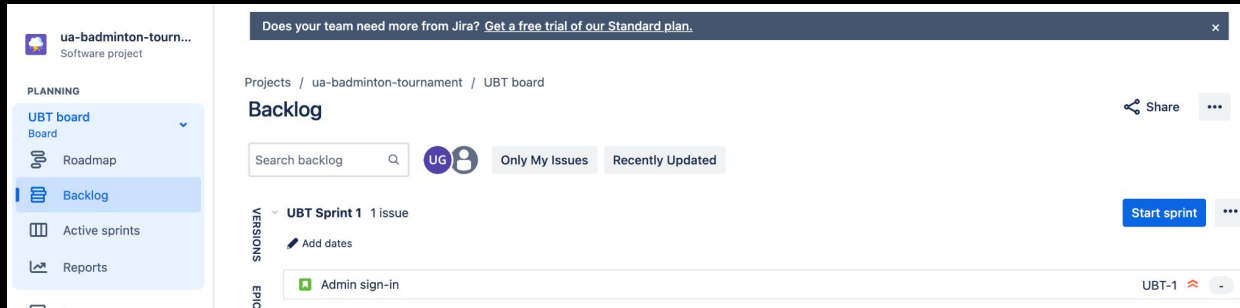 Does your team need more from Jira? Get a free trial of our Standard plan.
ua-badminton-tourn...
Software project
PLANNING
UBT board
Board
Roadmap
Backlog
Active sprints
Reports
Projects / ua-badminton-tournament / UBT board
Backlog
Share
Search backlog
UG
Only My Issues
Recently Updated
VERSIONS
EPIC
UBT Sprint 1 1 issue
Start sprint
Add dates
Admin sign-in
UBT-1
-